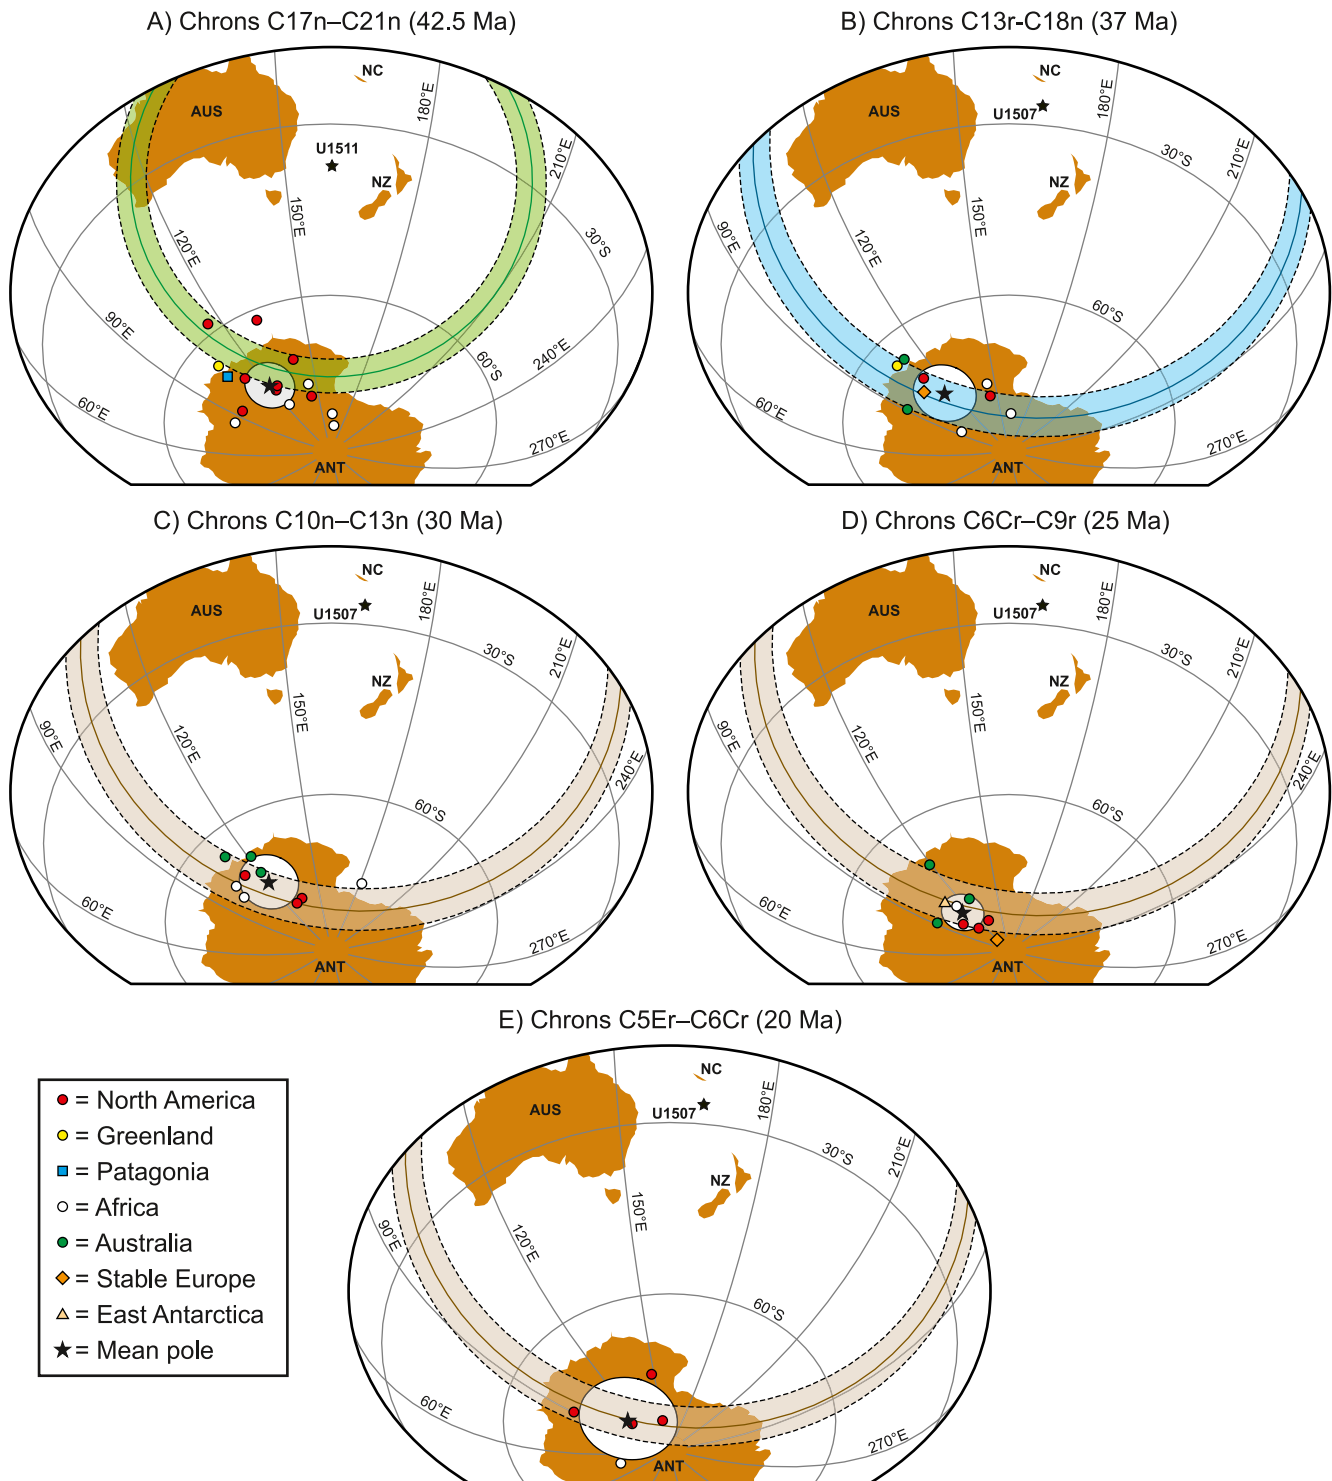 A) Chrons C17n–C21n (42.5 Ma)
NC
AUS
180°E
U1511
210°E
NZ
150°E
120°E
30°S
90°E
240°E
60°S
60°E
270°E
ANT
B) Chrons C13r-C18n (37 Ma)
NC
AUS
U1507
180°E
30°S
210°E
NZ
150°E
90°E
120°E
60°S
60°E
270°E
ANT
C) Chrons C10n–C13n (30 Ma)
NC
AUS
U1507
180°E
30°S
210°E
NZ
150°E
90°E
120°E
240°E
60°S
60°E
270°E
ANT
D) Chrons C6Cr–C9r (25 Ma)
NC
AUS
U1507
180°E
30°S
210°E
NZ
150°E
90°E
120°E
240°E
60°S
60°E
270°E
ANT
E) Chrons C5Er–C6Cr (20 Ma)
NC
AUS
U1507
180°E
30°S
210°E
NZ
150°E
90°E
120°E
60°S
60°E
270°E
ANT
= North America
= Greenland
= Patagonia
= Africa
= Australia
= Stable Europe
= East Antarctica
= Mean pole